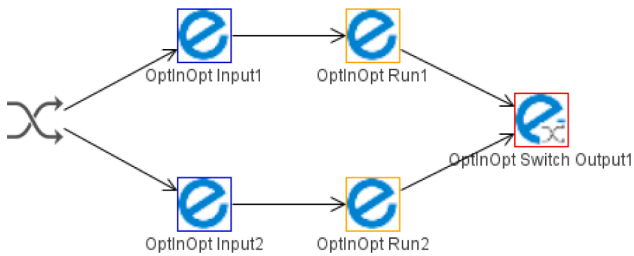 OptInOpt Input1
OptInOpt Run1
OptInOpt Switch Output1
OptInOpt Input2
OptInOpt Run2